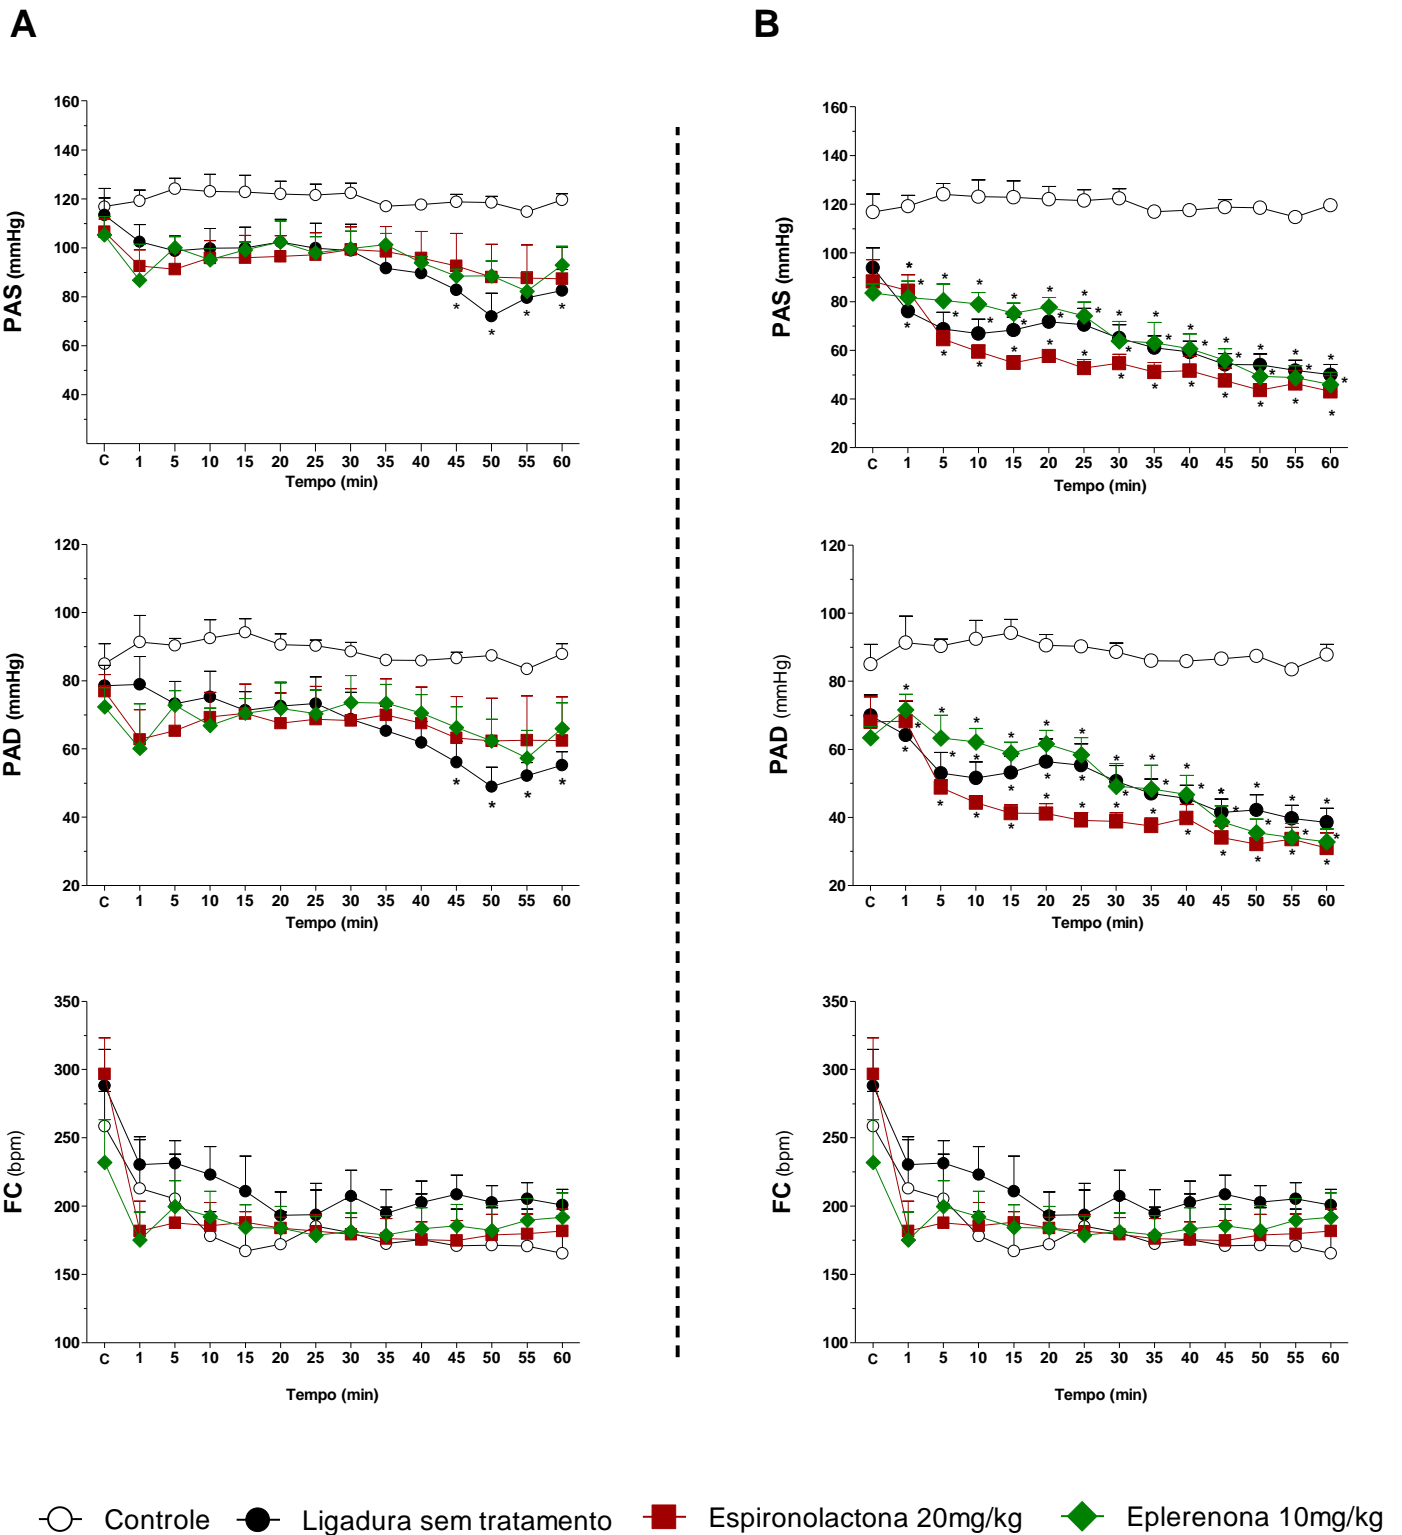 A
B
160
140
120
100
80
60
40
PAS (mmHg)
C 1 5 10 15 20 25 30 35 40 45 50 55 60
Tempo (min)
* * * *
160
140
120
100
80
60
40
20
PAS (mmHg)
C 1 5 10 15 20 25 30 35 40 45 50 55 60
Tempo (min)
120
100
80
60
40
20
PAD (mmHg)
C 1 5 10 15 20 25 30 35 40 45 50 55 60
Tempo (min)
* * * *
120
100
80
60
40
20
PAD (mmHg)
C 1 5 10 15 20 25 30 35 40 45 50 55 60
Tempo (min)
350
300
250
200
150
100
FC (bpm)
C 1 5 10 15 20 25 30 35 40 45 50 55 60
Tempo (min)
350
300
250
200
150
100
FC (bpm)
C 1 5 10 15 20 25 30 35 40 45 50 55 60
Tempo (min)
Controle Ligadura sem tratamento Espironolactona 20mg/kg Eplerenona 10mg/kg